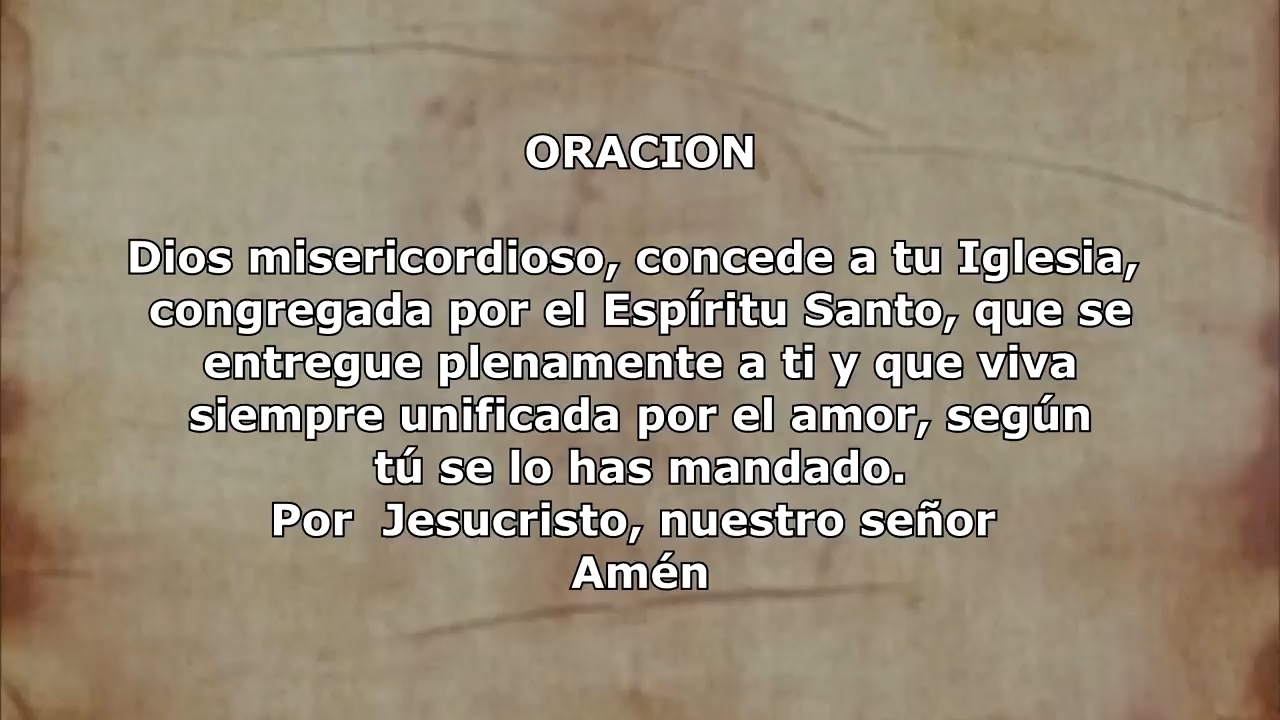 ORACION
Dios misericordioso, concede a tu Iglesia,
congregada por el Espíritu Santo, que se
entregue plenamente a ti y que viva
siempre unificada por el amor, según
tú se lo has mandado.
Por  Jesucristo, nuestro señor
Amén